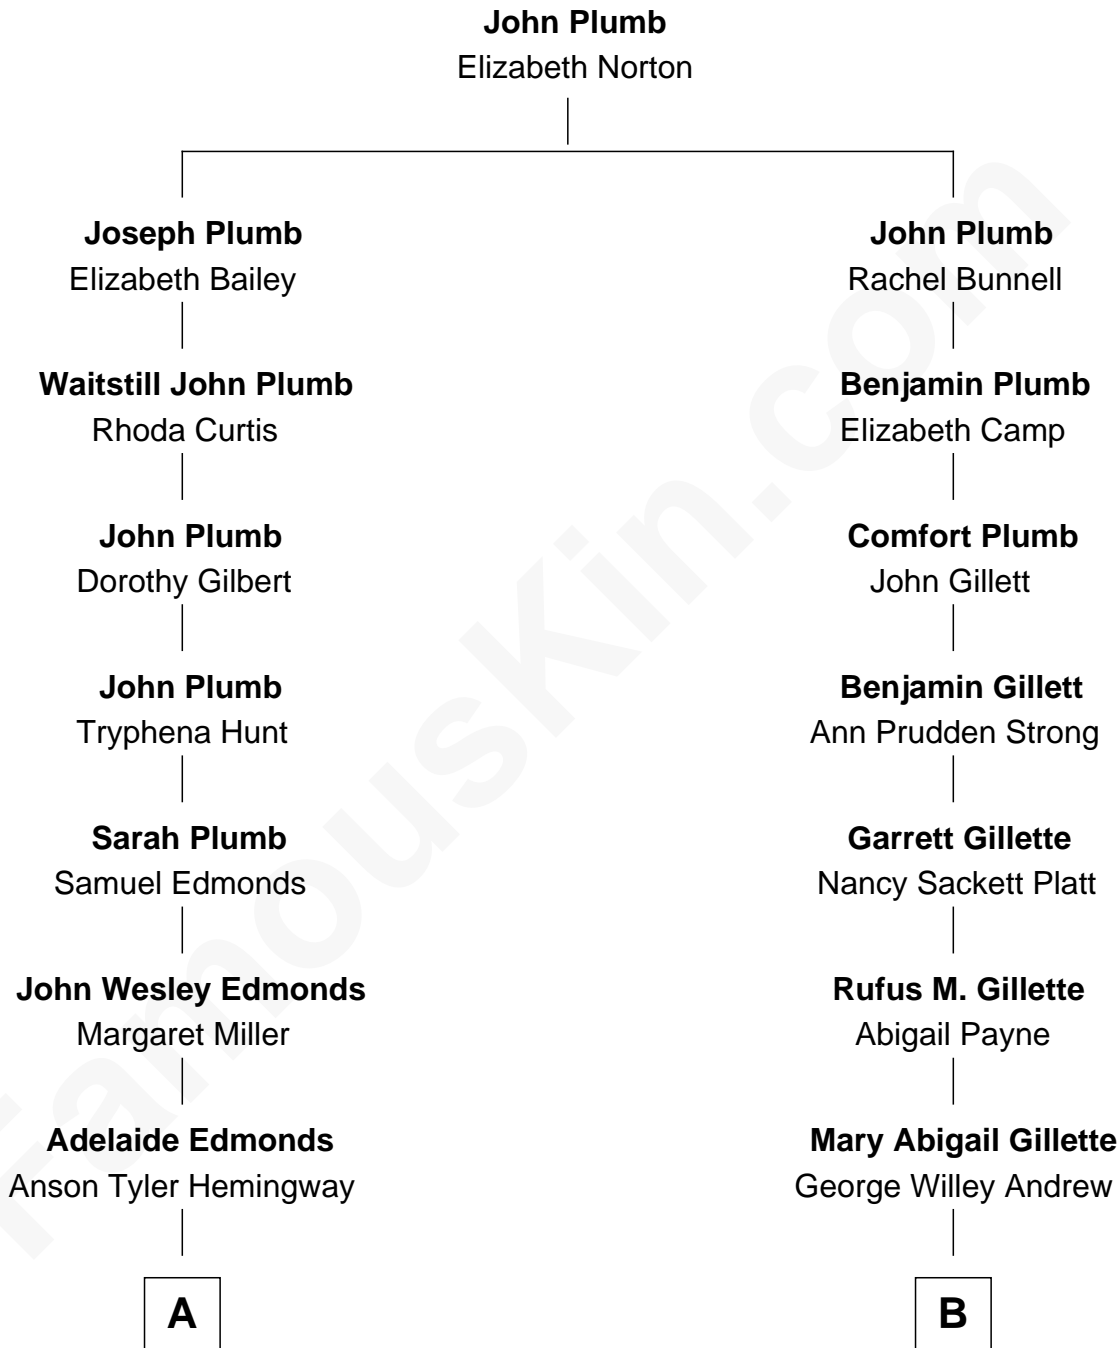 John Plumb
Elizabeth Norton
Joseph Plumb
Elizabeth Bailey
John Plumb
Rachel Bunnell
Waitstill John Plumb
Rhoda Curtis
Benjamin Plumb
Elizabeth Camp
John Plumb
Dorothy Gilbert
Comfort Plumb
John Gillett
John Plumb
Tryphena Hunt
Benjamin Gillett
Ann Prudden Strong
Sarah Plumb
Samuel Edmonds
Garrett Gillette
Nancy Sackett Platt
John Wesley Edmonds
Margaret Miller
Rufus M. Gillette
Abigail Payne
Adelaide Edmonds
Anson Tyler Hemingway
Mary Abigail Gillette
George Willey Andrew
A
B
FamousKin.com